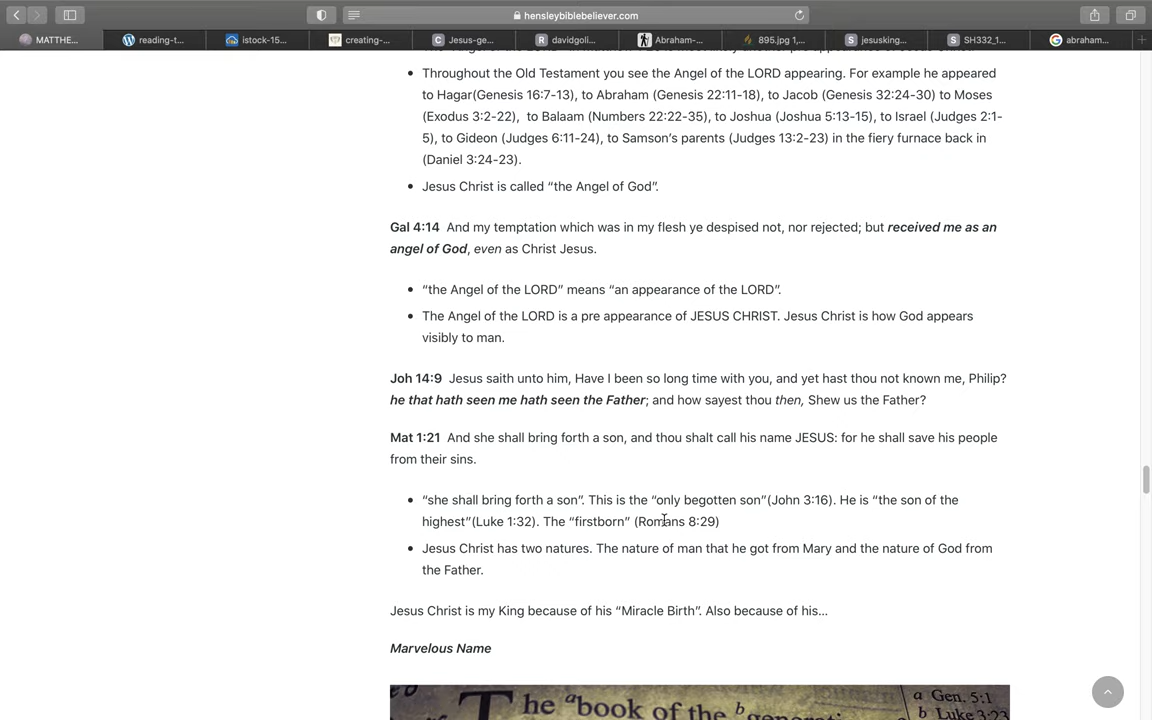 hensleybiblebeliever.com
MATTHE...
reading-t...
istock-15...
creating-...
Jesus-ge...
davidgoli...
Abraham-...
895.jpg 1,...
jesusking...
SH332_1...
abraham...
Throughout the Old Testament you see the Angel of the LORD appearing. For example he appeared
to Hagar(Genesis 16:7-13), to Abraham (Genesis 22:11-18), to Jacob (Genesis 32:24-30) to Moses
(Exodus 3:2-22),  to Balaam (Numbers 22:22-35), to Joshua (Joshua 5:13-15), to Israel (Judges 2:1-
5), to Gideon (Judges 6:11-24), to Samson’s parents (Judges 13:2-23) in the fiery furnace back in
(Daniel 3:24-23).
Jesus Christ is called “the Angel of God”.
Gal 4:14  And my temptation which was in my flesh ye despised not, nor rejected; but received me as an
angel of God, even as Christ Jesus.
“the Angel of the LORD” means “an appearance of the LORD”.
The Angel of the LORD is a pre appearance of JESUS CHRIST. Jesus Christ is how God appears
visibly to man.
Joh 14:9  Jesus saith unto him, Have I been so long time with you, and yet hast thou not known me, Philip?
he that hath seen me hath seen the Father; and how sayest thou then, Shew us the Father?
Mat 1:21  And she shall bring forth a son, and thou shalt call his name JESUS: for he shall save his people
from their sins.
“she shall bring forth a son”. This is the “only begotten son”(John 3:16). He is “the son of the
highest”(Luke 1:32). The “firstborn” (Romans 8:29)
Jesus Christ has two natures. The nature of man that he got from Mary and the nature of God from
the Father.
Jesus Christ is my King because of his “Miracle Birth”. Also because of his...
Marvelous Name
The a book of the b generatio
a Gen. 5:1
b Luke 3:23